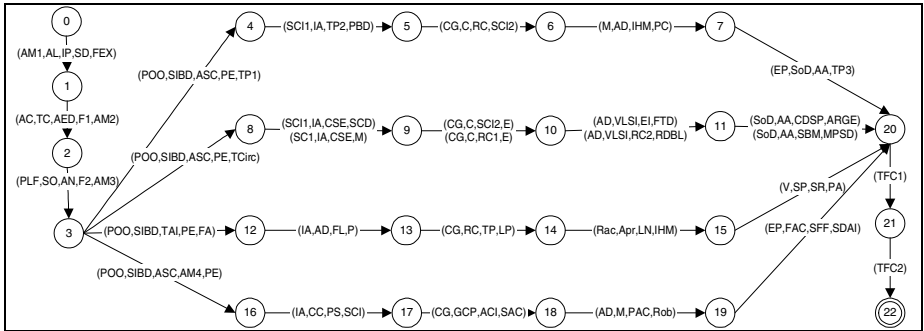 0
(AM1,AL,IP,SD,FEX)
1
(AC,TC,AED,F1,AM2)
2
(PLF,SO,AN,F2,AM3)
3
(POO,SIBD,ASC,PE,TP1)
4
(SCI1,IA,TP2,PBD)
5
(CG,C,RC,SCI2)
6
(M,AD,IHM,PC)
7
(EP,SoD,AA,TP3)
(POO,SIBD,ASC,PE,TCirc)
8
(SCI1,IA,CSE,SCD)
(SC1,IA,CSE,M)
9
(CG,C,SCI2,E)
(CG,C,RC1,E)
10
(AD,VLSI,EI,FTD)
(AD,VLSI,RC2,RDBL)
11
(SoD,AA,CDSP,ARGE)
(SoD,AA,SBM,MPSD)
20
(POO,SIBD,TAI,PE,FA)
12
(IA,AD,FL,P)
13
(CG,RC,TP,LP)
14
(Rac,Apr,LN,IHM)
15
(V,SP,SR,PA)
(POO,SIBD,ASC,AM4,PE)
16
(IA,CC,PS,SCI)
17
(CG,GCP,ACI,SAC)
18
(AD,M,PAC,Rob)
19
(EP,FAC,SFF,SDAI)
(TFC1)
21
(TFC2)
22